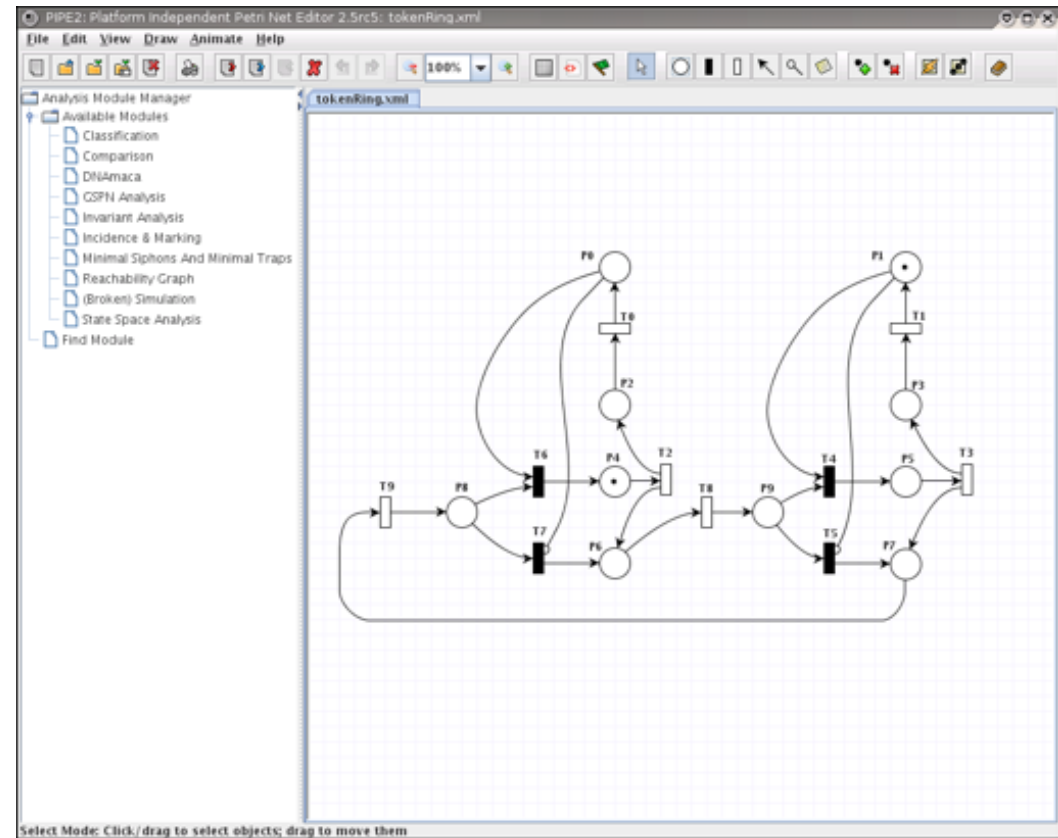 PIPE2: Platform Independent Petri Net Editor 2.5rc5: tokenRing.xml
File Edit View Draw Animate Help
100%
Analysis Module Manager
Available Modules
Classification
Comparison
DNAmaca
GSPN Analysis
Invariant Analysis
Incidence & Marking
Minimal Siphons And Minimal Traps
Reachability Graph
(Broken) Simulation
State Space Analysis
Find Module
tokenRing.xml
P0 P1
T0 T1
P2 P3
T6 P4 T2 T4 P5 T3
T9 P8 T8 P9
T7 P6 T5 P7
Select Mode: Click/drag to select objects; drag to move them